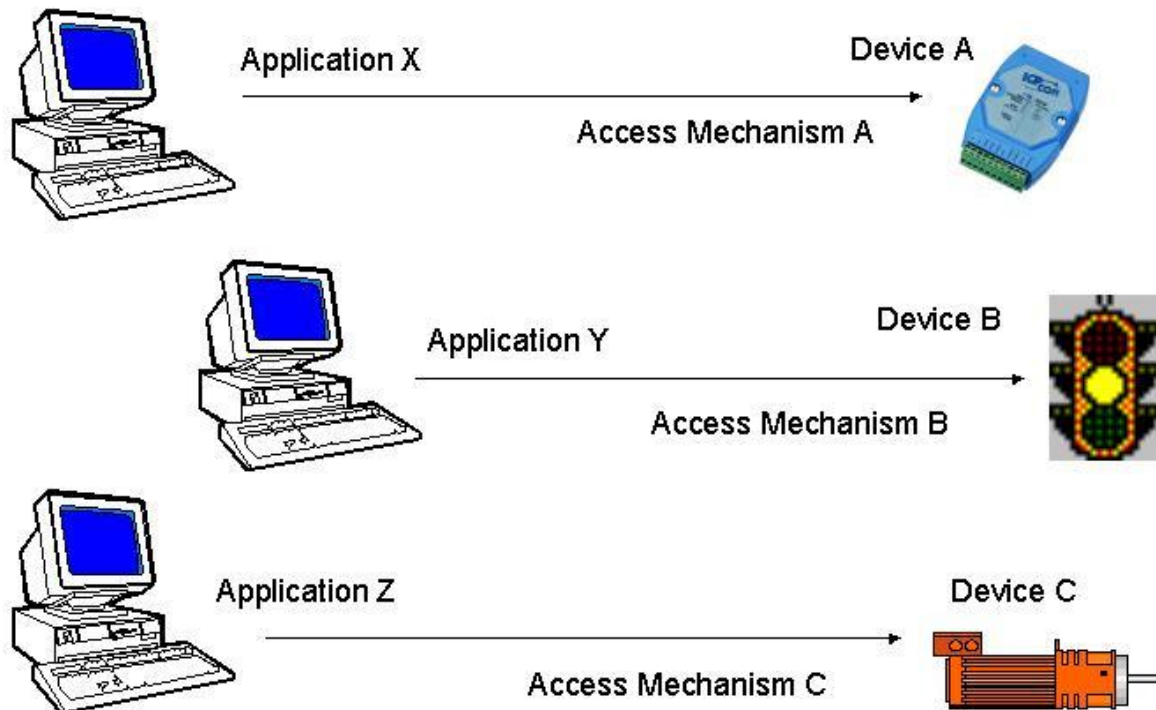 Application X
Device A
Access Mechanism A
Application Y
Device B
Access Mechanism B
Application Z
Device C
Access Mechanism C